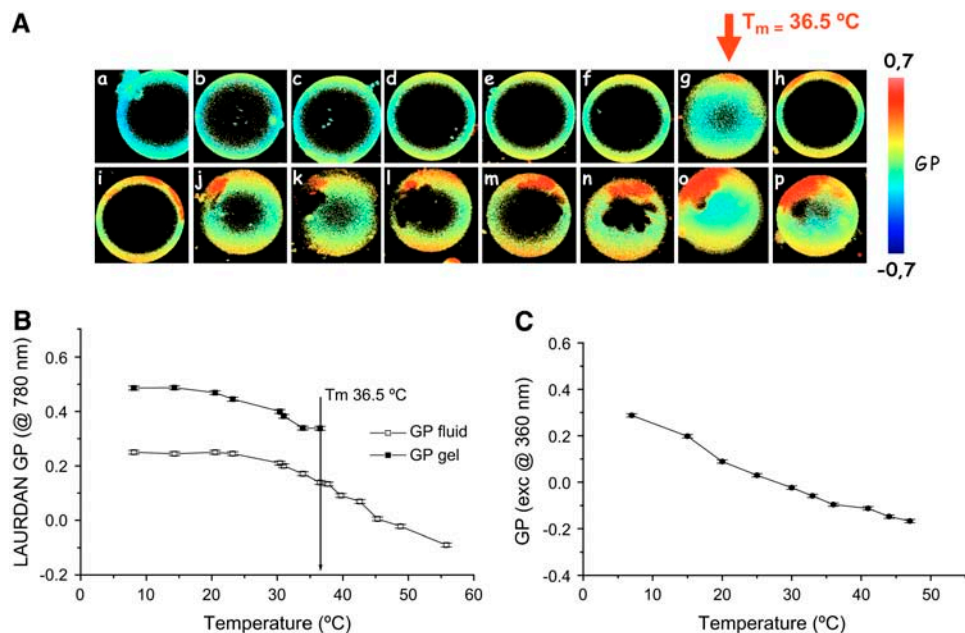 A
Tm = 36.5 ºC
a b c d e f g h
i j k l m n o p
0,7
GP
-0,7
B
LAURDAN GP (@ 780 nm)
0.6
0.4
0.2
0.0
-0.2
Tm 36.5 ºC
GP fluid
GP gel
0 10 20 30 40 50 60
Temperature (ºC)
C
GP (exc @ 360 nm)
0.6
0.4
0.2
0.0
-0.2
-0.4
0 10 20 30 40 50
Temperature (ºC)